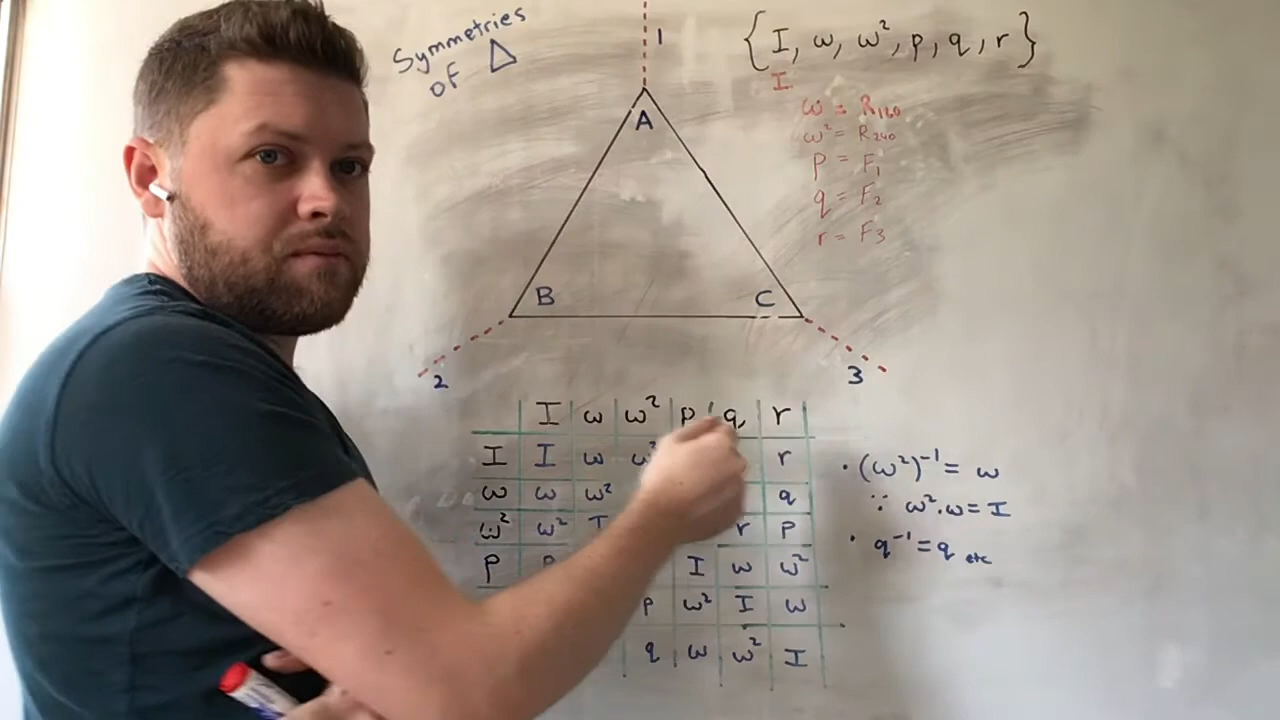 Symmetries
of △
1
{I, ω, ω², p, q, r}
I
ω = R₁₂₀
ω² = R₂₄₀
p = F₁
q = F₂
r = F₃
A
B C
2 3
I ω ω² p q r
I I ω ω² r
ω ω ω² q
ω² ω² I r p
p p I ω ω²
p ω² I ω
q ω ω² I
· (ω²)⁻¹ = ω
∵ ω².ω = I
· q⁻¹ = q etc